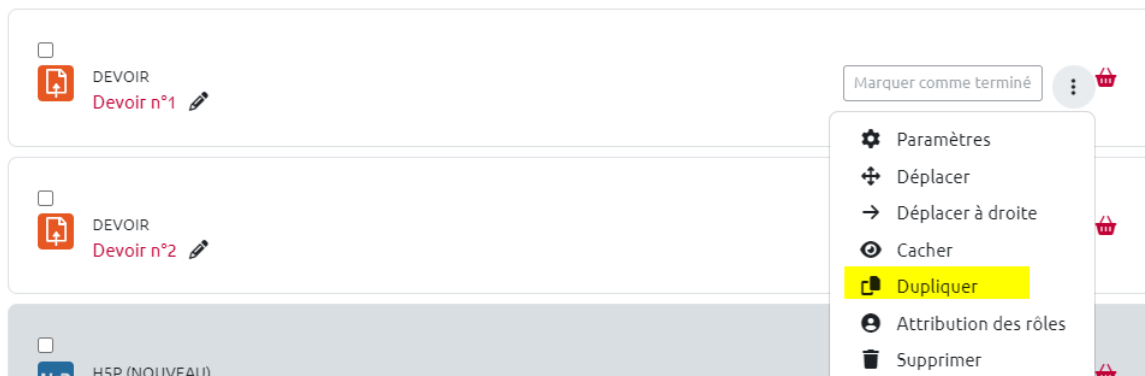 DEVOIR
Devoir n°1
Marquer comme terminé
Paramètres
Déplacer
Déplacer à droite
DEVOIR
Devoir n°2
Cacher
Dupliquer
Attribution des rôles
Supprimer
H5P (NOUVEAU)